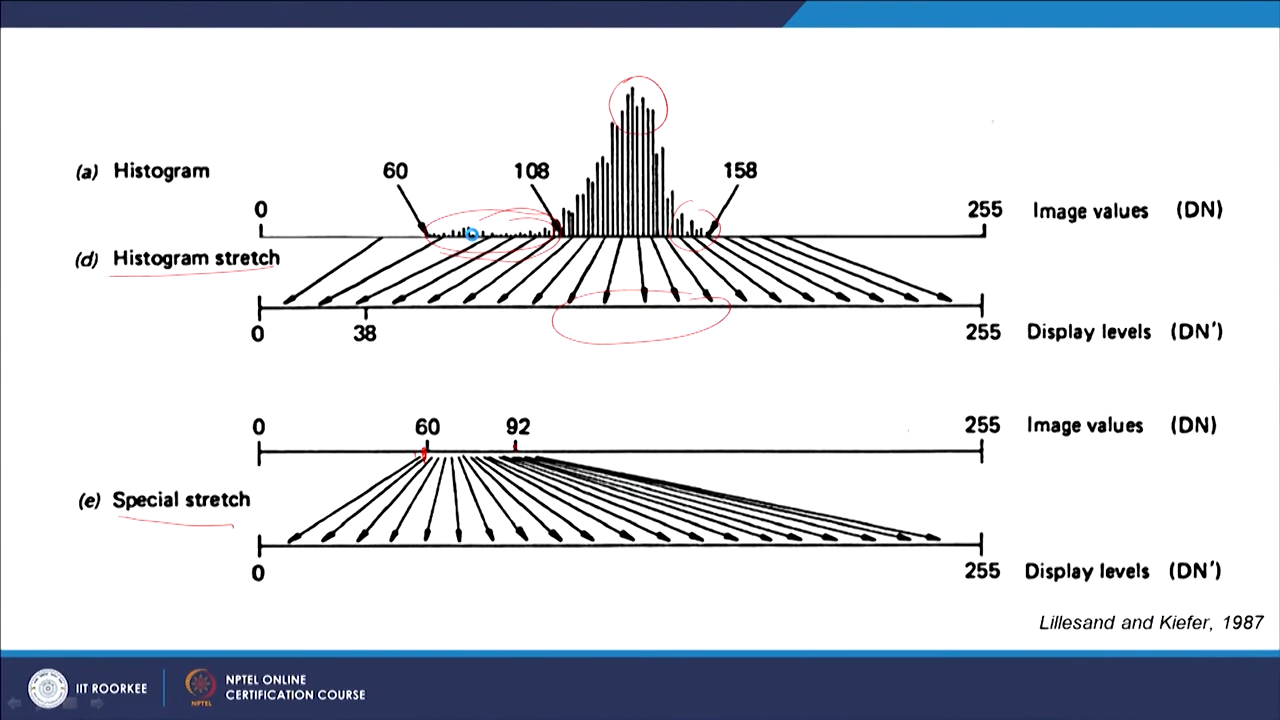 (a) Histogram
60 108 158
0 255 Image values (DN)
(d) Histogram stretch
0 38 255 Display levels (DN′)
0 60 92 255 Image values (DN)
(e) Special stretch
0 255 Display levels (DN′)
Lillesand and Kiefer, 1987
IIT ROORKEE
NPTEL
NPTEL ONLINE
CERTIFICATION COURSE